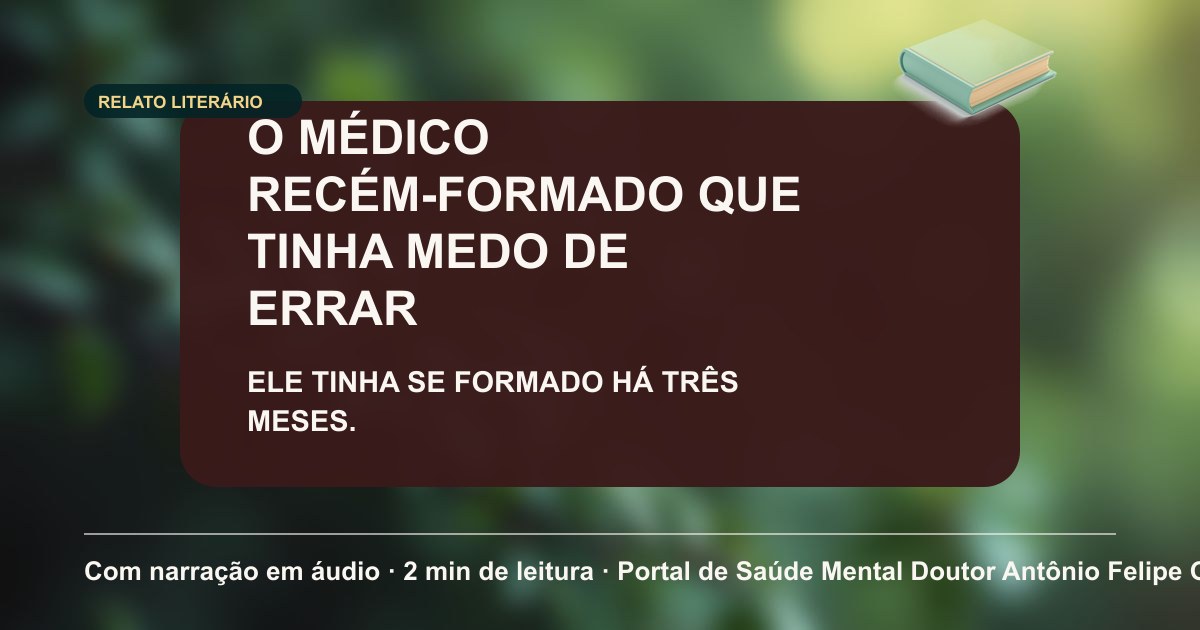 RELATO LITERÁRIO
O MÉDICO
RECÉM-FORMADO QUE
TINHA MEDO DE
ERRAR
ELE TINHA SE FORMADO HÁ TRÊS
MESES.
Com narração em áudio · 2 min de leitura · Portal de Saúde Mental Doutor Antônio Felipe